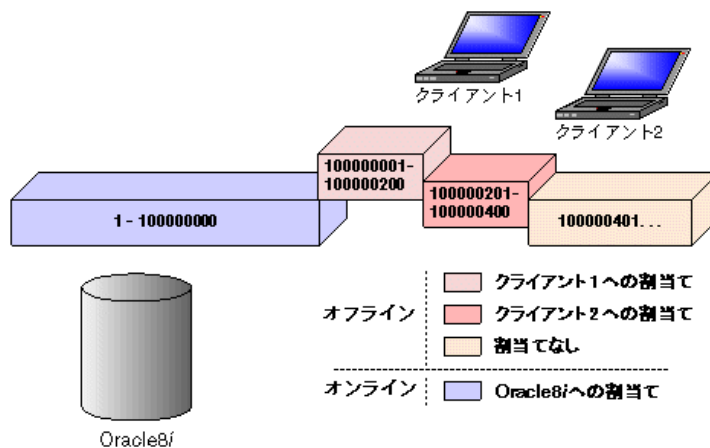 クライアント1
クライアント2
100000001-
100000200
1 - 100000000
100000201-
100000400
100000401...
オフライン
クライアント1への割当て
クライアント2への割当て
割当てなし
オンライン
Oracle8iへの割当て
Oracle8i